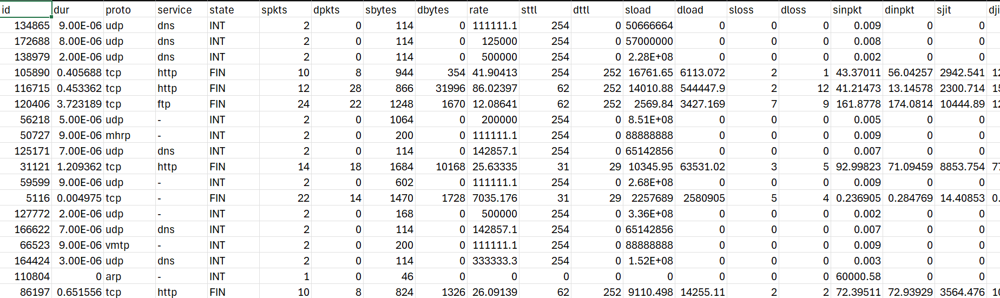 id dur proto service state spkts dpkts sbytes dbytes rate sttl dttl sload dload sloss dloss sinpkt dinpkt sjit dji
134865 9.00E-06 udp dns INT 2 0 114 0 111111.1 254 0 50666664 0 0 0 0.009 0 0
172688 8.00E-06 udp dns INT 2 0 114 0 125000 254 0 57000000 0 0 0 0.008 0 0
138979 2.00E-06 udp dns INT 2 0 114 0 500000 254 0 2.28E+08 0 0 0 0.002 0 0
105890 0.405688 tcp http FIN 10 8 944 354 41.90413 254 252 16761.65 6113.072 2 1 43.37011 56.04257 2942.541 12
116715 0.453362 tcp http FIN 12 28 866 31996 86.02397 62 252 14010.88 544447.9 2 12 41.21473 13.14578 2300.714 15
120406 3.723189 tcp ftp FIN 24 22 1248 1670 12.08641 62 252 2569.84 3427.169 7 9 161.8778 174.0814 10444.89 12
56218 5.00E-06 udp - INT 2 0 1064 0 200000 254 0 8.51E+08 0 0 0 0.005 0 0
50727 9.00E-06 mhrp - INT 2 0 200 0 111111.1 254 0 88888888 0 0 0 0.009 0 0
125171 7.00E-06 udp dns INT 2 0 114 0 142857.1 254 0 65142856 0 0 0 0.007 0 0
31121 1.209362 tcp http FIN 14 18 1684 10168 25.63335 31 29 10345.95 63531.02 3 5 92.99823 71.09459 8853.754 77
59599 9.00E-06 udp - INT 2 0 602 0 111111.1 254 0 2.68E+08 0 0 0 0.009 0 0
5116 0.004975 tcp - FIN 22 14 1470 1728 7035.176 31 29 2257689 2580905 5 4 0.236905 0.284769 14.40853 0.
127772 2.00E-06 udp - INT 2 0 168 0 500000 254 0 3.36E+08 0 0 0 0.002 0 0
166622 7.00E-06 udp dns INT 2 0 114 0 142857.1 254 0 65142856 0 0 0 0.007 0 0
66523 9.00E-06 vmtp - INT 2 0 200 0 111111.1 254 0 88888888 0 0 0 0.009 0 0
164424 3.00E-06 udp dns INT 2 0 114 0 333333.3 254 0 1.52E+08 0 0 0 0.003 0 0
110804 0 arp - INT 1 0 46 0 0 0 0 0 0 0 0 60000.58 0 0
86197 0.651556 tcp http FIN 10 8 824 1326 26.09139 62 252 9110.498 14255.11 2 2 72.39511 72.93929 3564.476